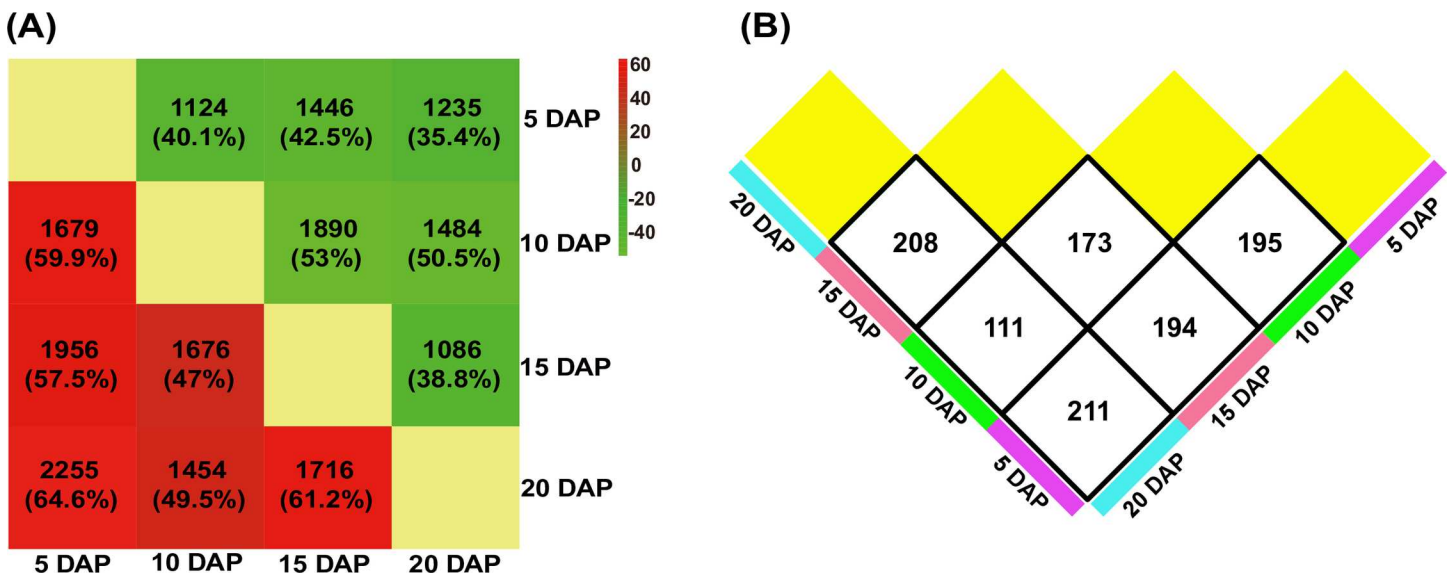 (A)
1124
(40.1%)
1446
(42.5%)
1235
(35.4%)
5 DAP
1679
(59.9%)
1890
(53%)
1484
(50.5%)
10 DAP
1956
(57.5%)
1676
(47%)
1086
(38.8%)
15 DAP
2255
(64.6%)
1454
(49.5%)
1716
(61.2%)
20 DAP
5 DAP
10 DAP
15 DAP
20 DAP
60
40
20
0
-20
-40
(B)
208
173
195
111
194
211
20 DAP
15 DAP
10 DAP
5 DAP
5 DAP
10 DAP
15 DAP
20 DAP